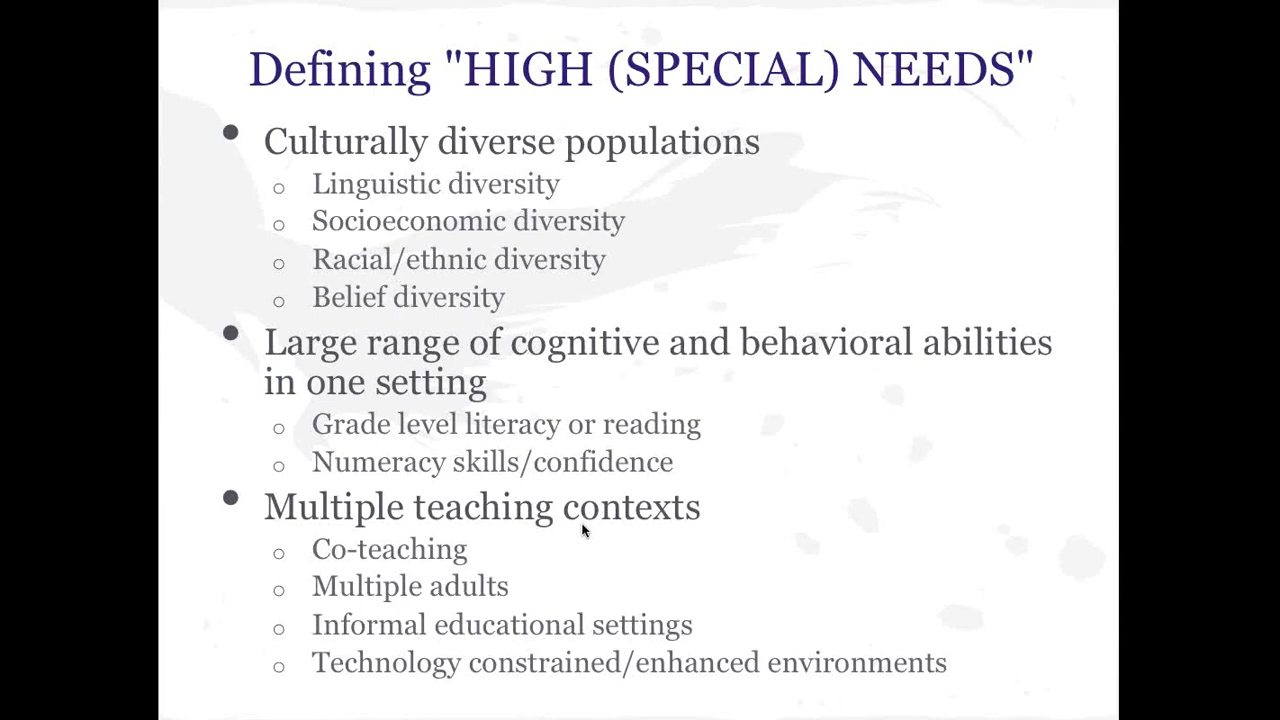 Defining "HIGH (SPECIAL) NEEDS"
• Culturally diverse populations
○ Linguistic diversity
○ Socioeconomic diversity
○ Racial/ethnic diversity
○ Belief diversity
• Large range of cognitive and behavioral abilities
in one setting
○ Grade level literacy or reading
○ Numeracy skills/confidence
• Multiple teaching contexts
○ Co-teaching
○ Multiple adults
○ Informal educational settings
○ Technology constrained/enhanced environments